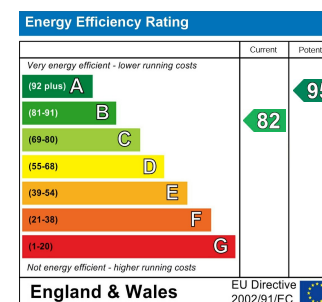 Energy Efficiency Rating
Current
Very energy efficient - lower running costs
(92 plus) A
(81-91) B
82
(69-80) C
(55-68) D
(39-54) E
(21-38) F
(1-20) G
Not energy efficient - higher running costs
England & Wales
EU Directive
2002/91/EC